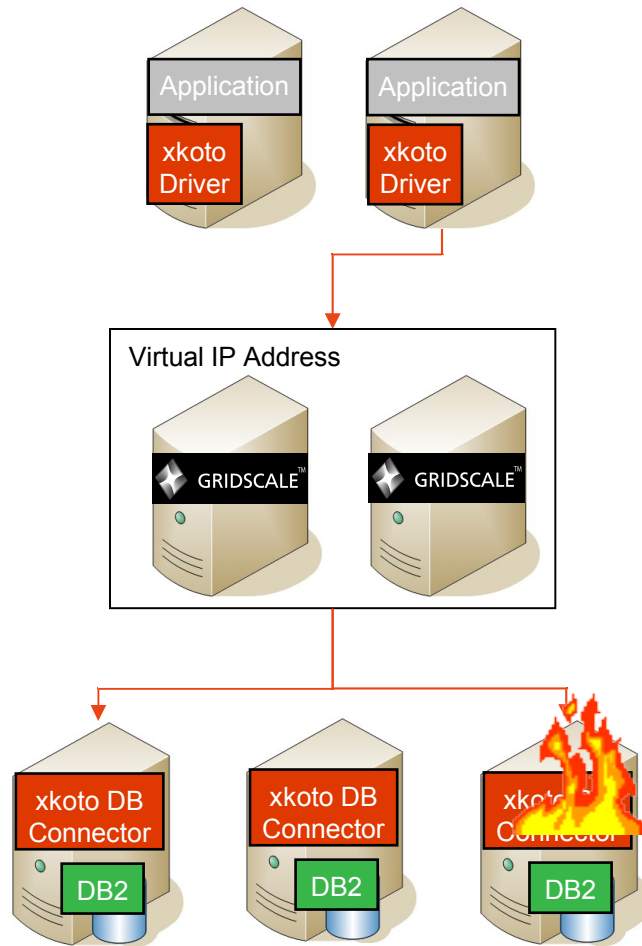 Application
Application
xkoto
Driver
xkoto
Driver
Virtual IP Address
GRIDSCALE™
GRIDSCALE™
xkoto DB
Connector
xkoto DB
Connector
DB2
DB2
DB2